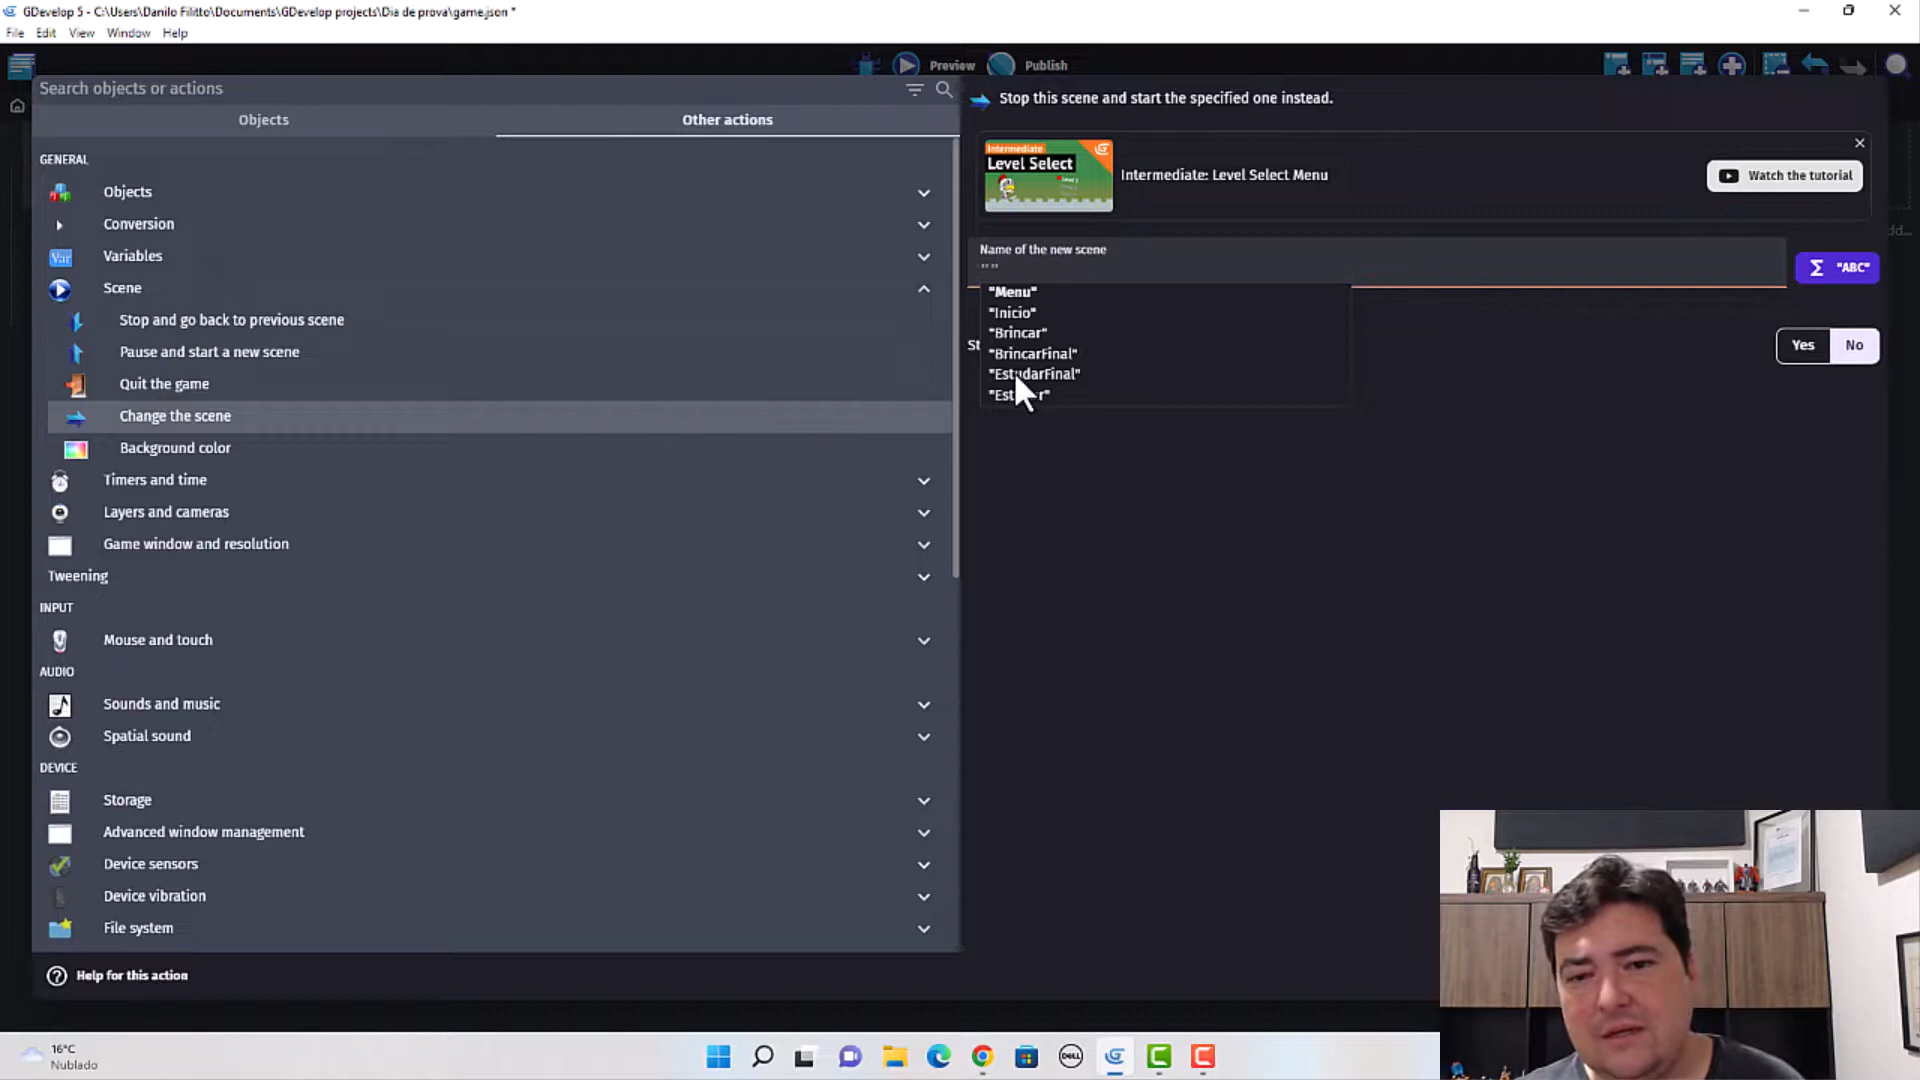 GDevelop 5 - C:\Users\Danilo Filitto\Documents\GDevelop projects\Dia de prova\game.json *
File Edit View Window Help
Preview Publish
Search objects or actions
Objects Other actions
GENERAL
Objects
Conversion
Var Variables
Scene
Stop and go back to previous scene
Pause and start a new scene
Quit the game
Change the scene
Background color
Timers and time
Layers and cameras
Game window and resolution
Tweening
INPUT
Mouse and touch
AUDIO
Sounds and music
Spatial sound
DEVICE
Storage
Advanced window management
Device sensors
Device vibration
File system
Help for this action
Stop this scene and start the specified one instead.
Intermediate
Level Select
Intermediate: Level Select Menu
Watch the tutorial
Name of the new scene
""
Σ "ABC"
"Menu"
"Inicio"
"Brincar"
"BrincarFinal"
"EstudarFinal"
Yes No
dd...
16°C
Nublado
DELL